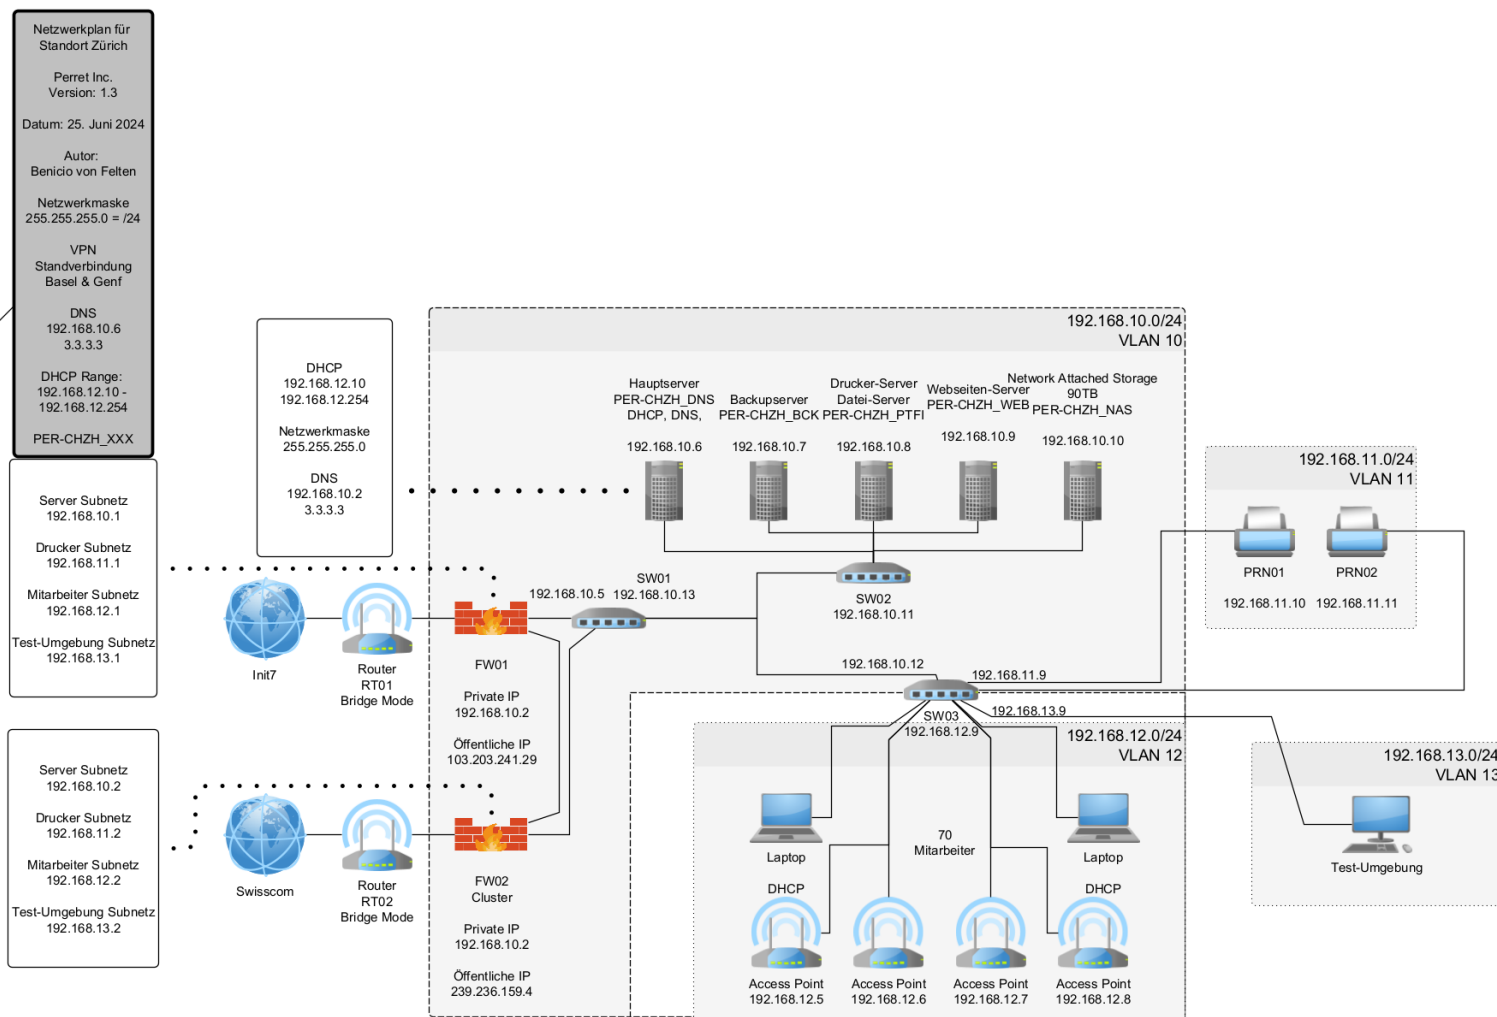 Netzwerkplan für
Standort Zürich
Perret Inc.
Version: 1.3
Datum: 25. Juni 2024
Autor:
Benicio von Felten
Netzwerkmaske
255.255.255.0 = /24
VPN
Standverbindung
Basel & Genf
DNS
192.168.10.6
3.3.3.3
DHCP Range:
192.168.12.10 -
192.168.12.254
PER-CHZH_XXX
Server Subnetz
192.168.10.1
Drucker Subnetz
192.168.11.1
Mitarbeiter Subnetz
192.168.12.1
Test-Umgebung Subnetz
192.168.13.1
Server Subnetz
192.168.10.2
Drucker Subnetz
192.168.11.2
Mitarbeiter Subnetz
192.168.12.2
Test-Umgebung Subnetz
192.168.13.2
DHCP
192.168.12.10
192.168.12.254
Netzwerkmaske
255.255.255.0
DNS
192.168.10.2
3.3.3.3
Init7
Router
RT01
Bridge Mode
Swisscom
Router
RT02
Bridge Mode
192.168.10.0/24
VLAN 10
Hauptserver
PER-CHZH_DNS
DHCP, DNS,
192.168.10.6
Backupserver
PER-CHZH_BCK
192.168.10.7
Drucker-Server
Datei-Server
PER-CHZH_PTFI
192.168.10.8
Webseiten-Server
PER-CHZH_WEB
192.168.10.9
Network Attached Storage
90TB
PER-CHZH_NAS
192.168.10.10
FW01
Private IP
192.168.10.2
Öffentliche IP
103.203.241.29
FW02
Cluster
Private IP
192.168.10.2
Öffentliche IP
239.236.159.4
192.168.10.5
SW01
192.168.10.13
SW02
192.168.10.11
192.168.10.12
192.168.11.9
SW03
192.168.12.9
192.168.13.9
192.168.11.0/24
VLAN 11
PRN01
192.168.11.10
PRN02
192.168.11.11
192.168.12.0/24
VLAN 12
Laptop
70
Mitarbeiter
Laptop
DHCP
DHCP
Access Point
192.168.12.5
Access Point
192.168.12.6
Access Point
192.168.12.7
Access Point
192.168.12.8
192.168.13.0/24
VLAN 13
Test-Umgebung